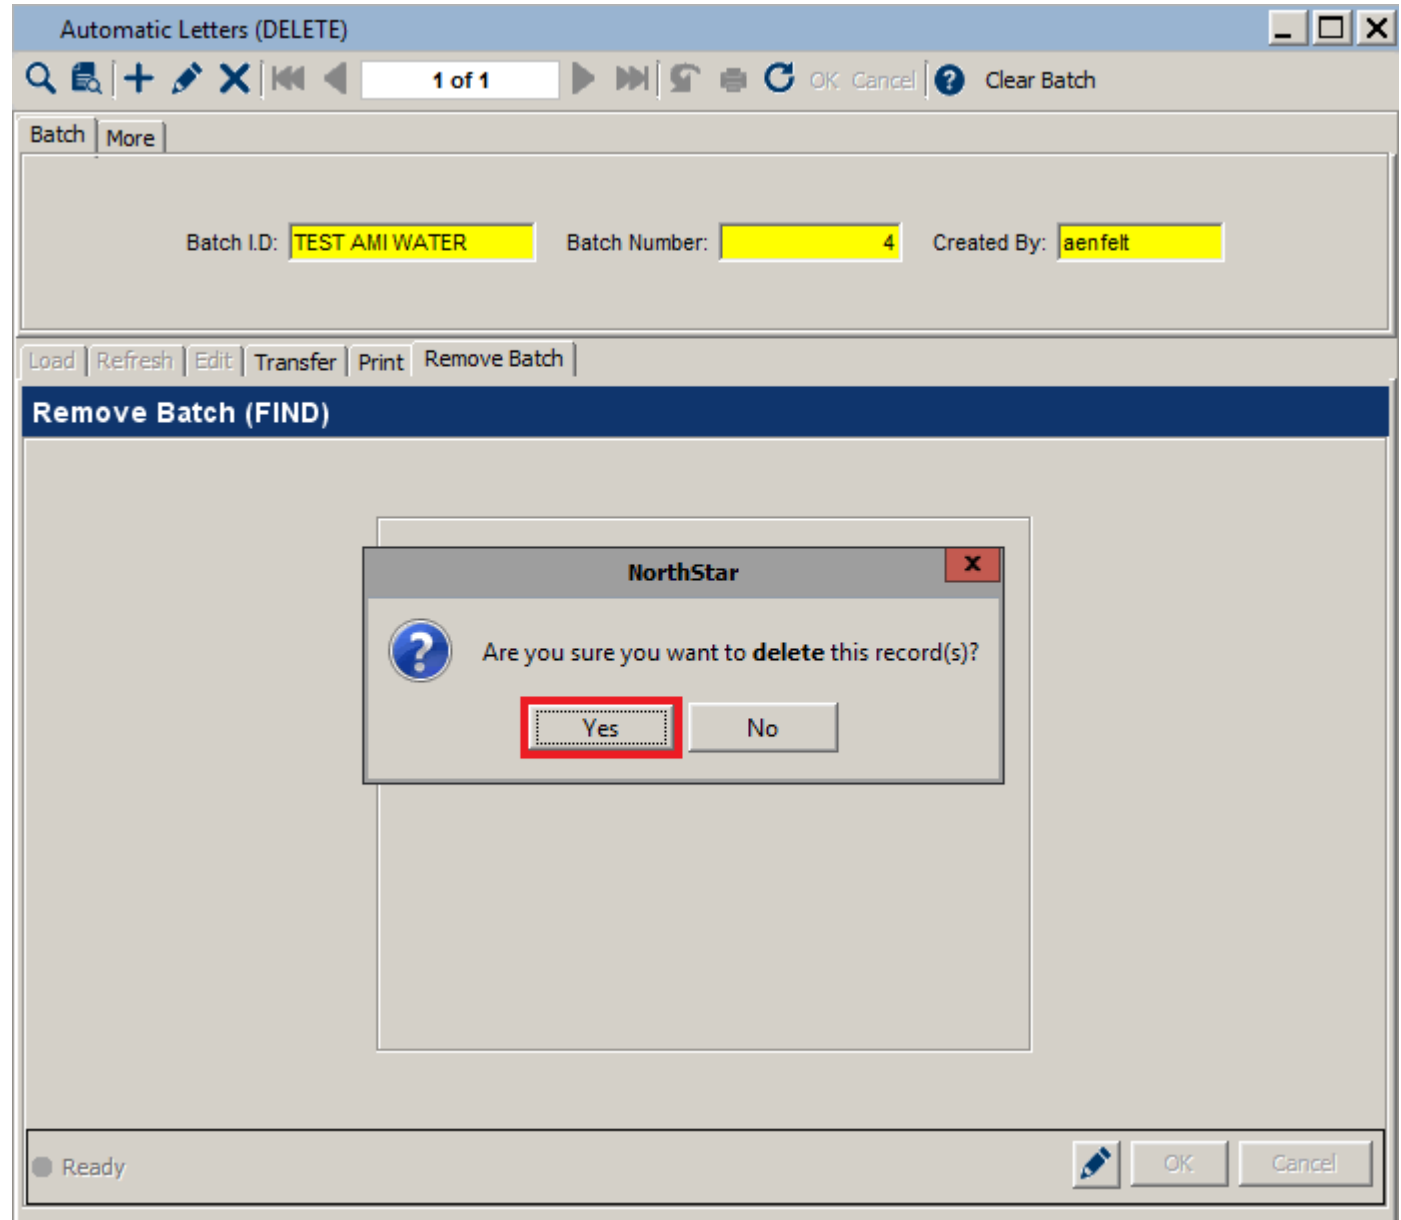 Automatic Letters (DELETE)
1 of 1 OK Cancel Clear Batch
Batch More
Batch I.D: TEST AMI WATER Batch Number: 4 Created By: aenfelt
Load Refresh Edit Transfer Print Remove Batch
Remove Batch (FIND)
NorthStar
Are you sure you want to delete this record(s)?
Yes No
Ready OK Cancel